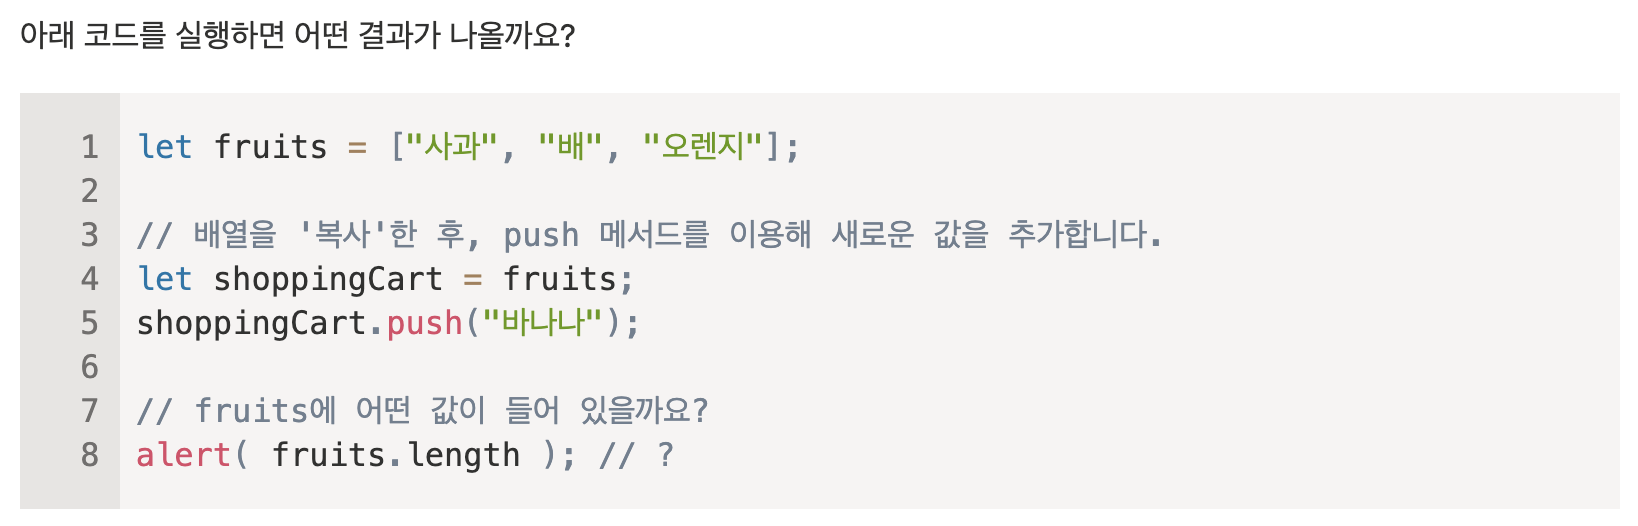 아래 코드를 실행하면 어떤 결과가 나올까요?
1 let fruits = ["사과", "배", "오렌지"];
2
3 // 배열을 '복사'한 후, push 메서드를 이용해 새로운 값을 추가합니다.
4 let shoppingCart = fruits;
5 shoppingCart.push("바나나");
6
7 // fruits에 어떤 값이 들어 있을까요?
8 alert( fruits.length ); // ?